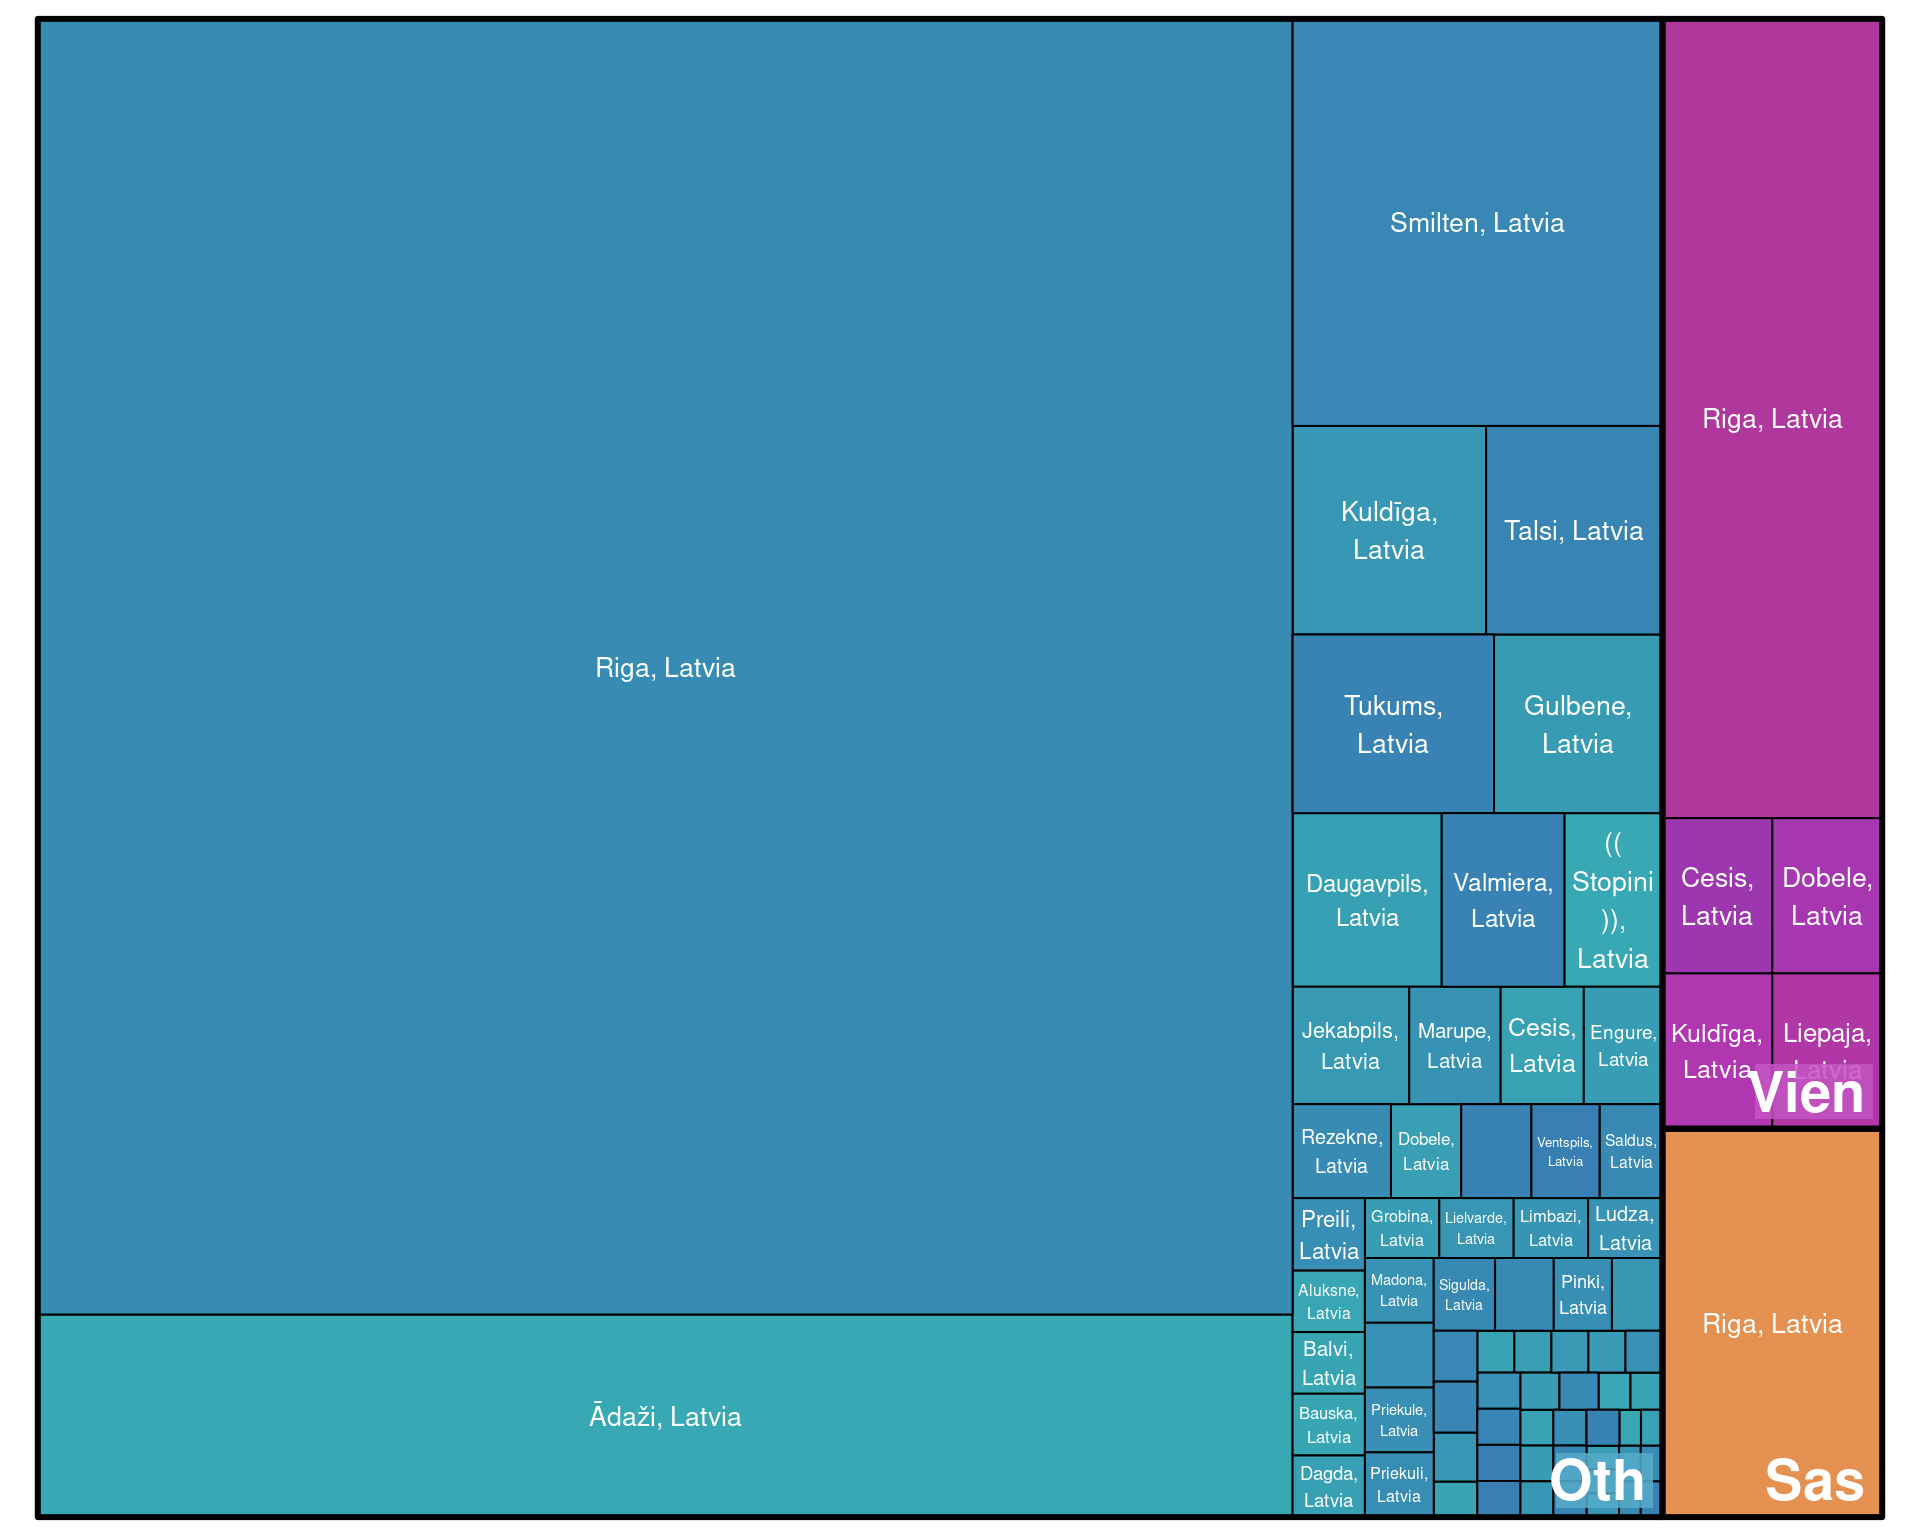 Riga, Latvia
Ādaži, Latvia
Smilten, Latvia
Kuldīga,
Latvia
Talsi, Latvia
Tukums,
Latvia
Gulbene,
Latvia
Daugavpils,
Latvia
Valmiera,
Latvia
((
Stopini
)),
Latvia
Jekabpils,
Latvia
Marupe,
Latvia
Cesis,
Latvia
Engure,
Latvia
Rezekne,
Latvia
Dobele,
Latvia
Ventspils,
Latvia
Saldus,
Latvia
Preili,
Latvia
Grobina,
Latvia
Lielvarde,
Latvia
Limbazi,
Latvia
Ludza,
Latvia
Aluksne,
Latvia
Madona,
Latvia
Sigulda,
Latvia
Pinki,
Latvia
Balvi,
Latvia
Bauska,
Latvia
Priekule,
Latvia
Dagda,
Latvia
Priekuli,
Latvia
Oth
Riga, Latvia
Cesis,
Latvia
Dobele,
Latvia
Kuldīga,
Latvia
Liepaja,
Latvia
Vien
Riga, Latvia
Sas